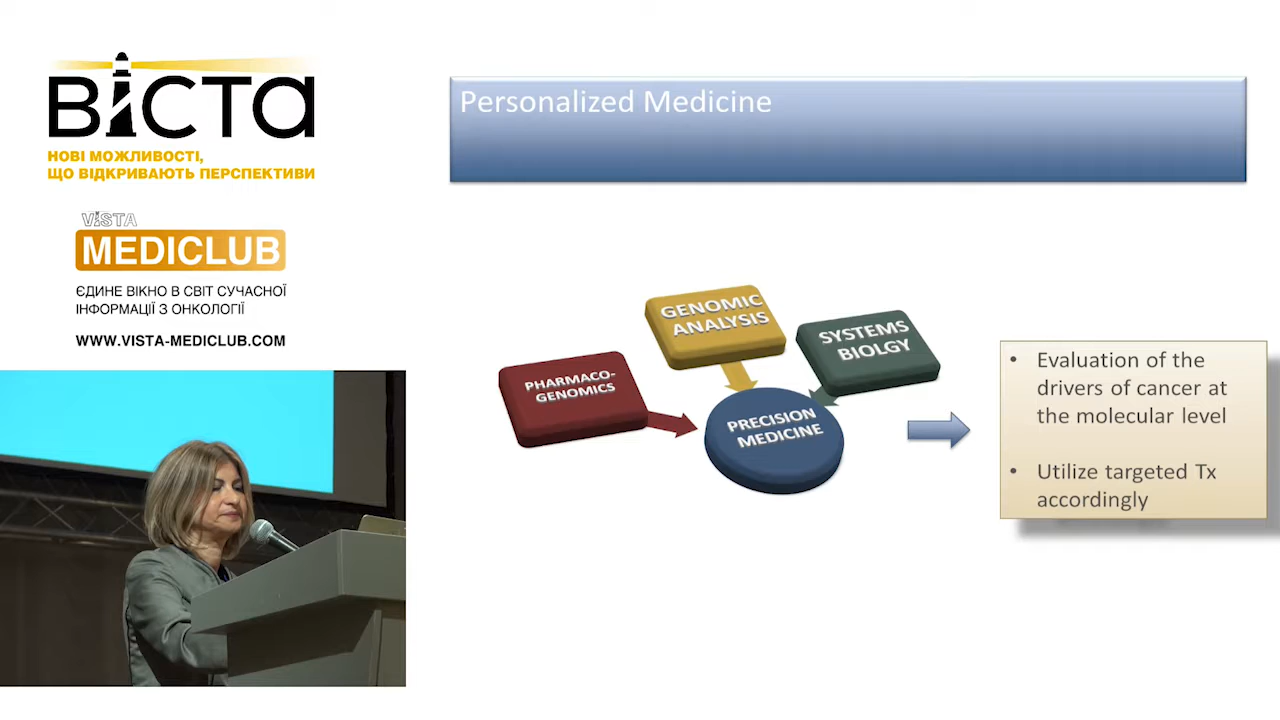 ВІСТА
НОВІ МОЖЛИВОСТІ,
ЩО ВІДКРИВАЮТЬ ПЕРСПЕКТИВИ
ViSTA
MEDICLUB
ЄДИНЕ ВІКНО В СВІТ СУЧАСНОЇ
ІНФОРМАЦІЇ З ОНКОЛОГІЇ
WWW.VISTA-MEDICLUB.COM
Personalized Medicine
PHARMACO-
GENOMICS
GENOMIC
ANALYSIS
SYSTEMS
BIOLGY
PRECISION
MEDICINE
• Evaluation of the
drivers of cancer at
the molecular level
• Utilize targeted Tx
accordingly